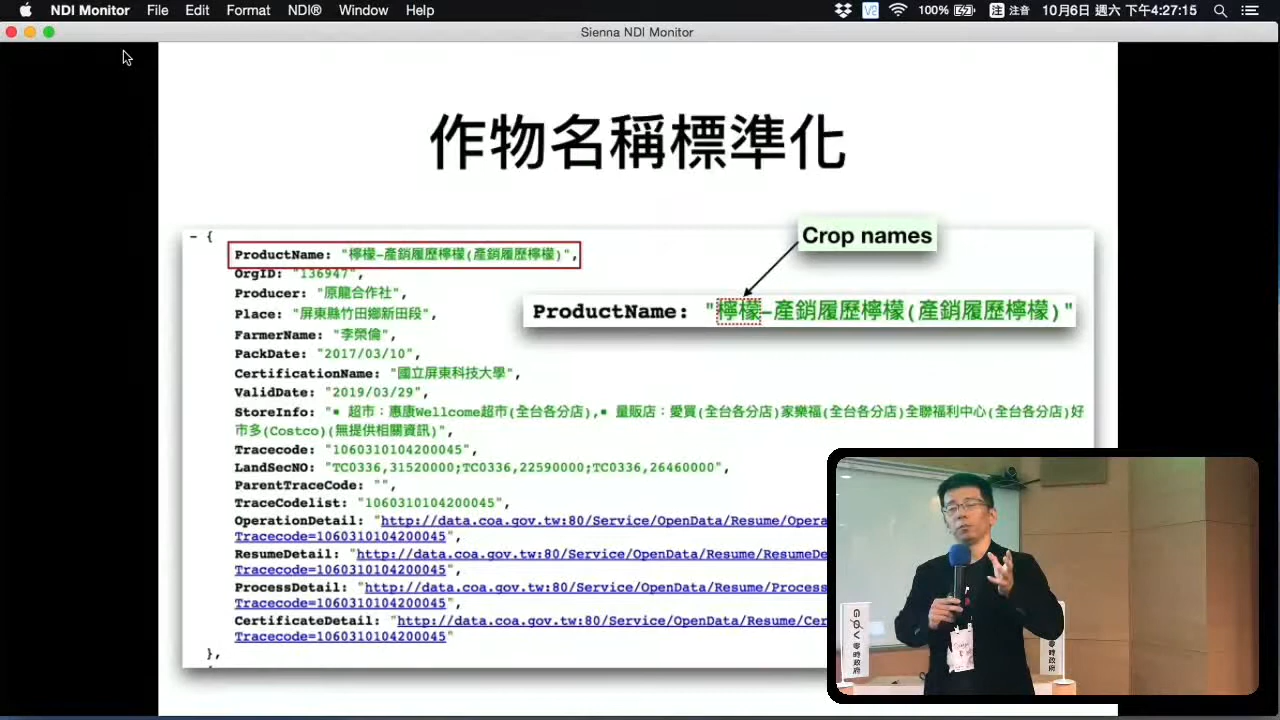 NDI Monitor File Edit Format NDI® Window Help V2 100% 注 注音 10月6日 週六 下午4:27:15
Sienna NDI Monitor
作物名稱標準化
Crop names
- {
ProductName: "檸檬-產銷履歷檸檬(產銷履歷檸檬)",
ProductName: "檸檬-產銷履歷檸檬(產銷履歷檸檬)"
OrgID: "136947",
Producer: "原龍合作社",
Place: "屏東縣竹田鄉新田段",
FarmerName: "李榮倫",
PackDate: "2017/03/10",
CertificationName: "國立屏東科技大學",
ValidDate: "2019/03/29",
StoreInfo: "▪ 超市：惠康Wellcome超市(全台各分店),▪ 量販店：愛買(全台各分店)家樂福(全台各分店)全聯福利中心(全台各分店)好
市多(Costco)(無提供相關資訊)",
Tracecode: "1060310104200045",
LandSecNO: "TC0336,31520000;TC0336,22590000;TC0336,26460000",
ParentTraceCode: "",
TraceCodelist: "1060310104200045",
OperationDetail: "http://data.coa.gov.tw:80/Service/OpenData/Resume/Opera
Tracecode=1060310104200045",
ResumeDetail: "http://data.coa.gov.tw:80/Service/OpenData/Resume/ResumeDe
Tracecode=1060310104200045",
ProcessDetail: "http://data.coa.gov.tw:80/Service/OpenData/Resume/Process
Tracecode=1060310104200045",
CertificateDetail: "http://data.coa.gov.tw:80/Service/OpenData/Resume/Cer
Tracecode=1060310104200045"
},
零時政府
零時政府